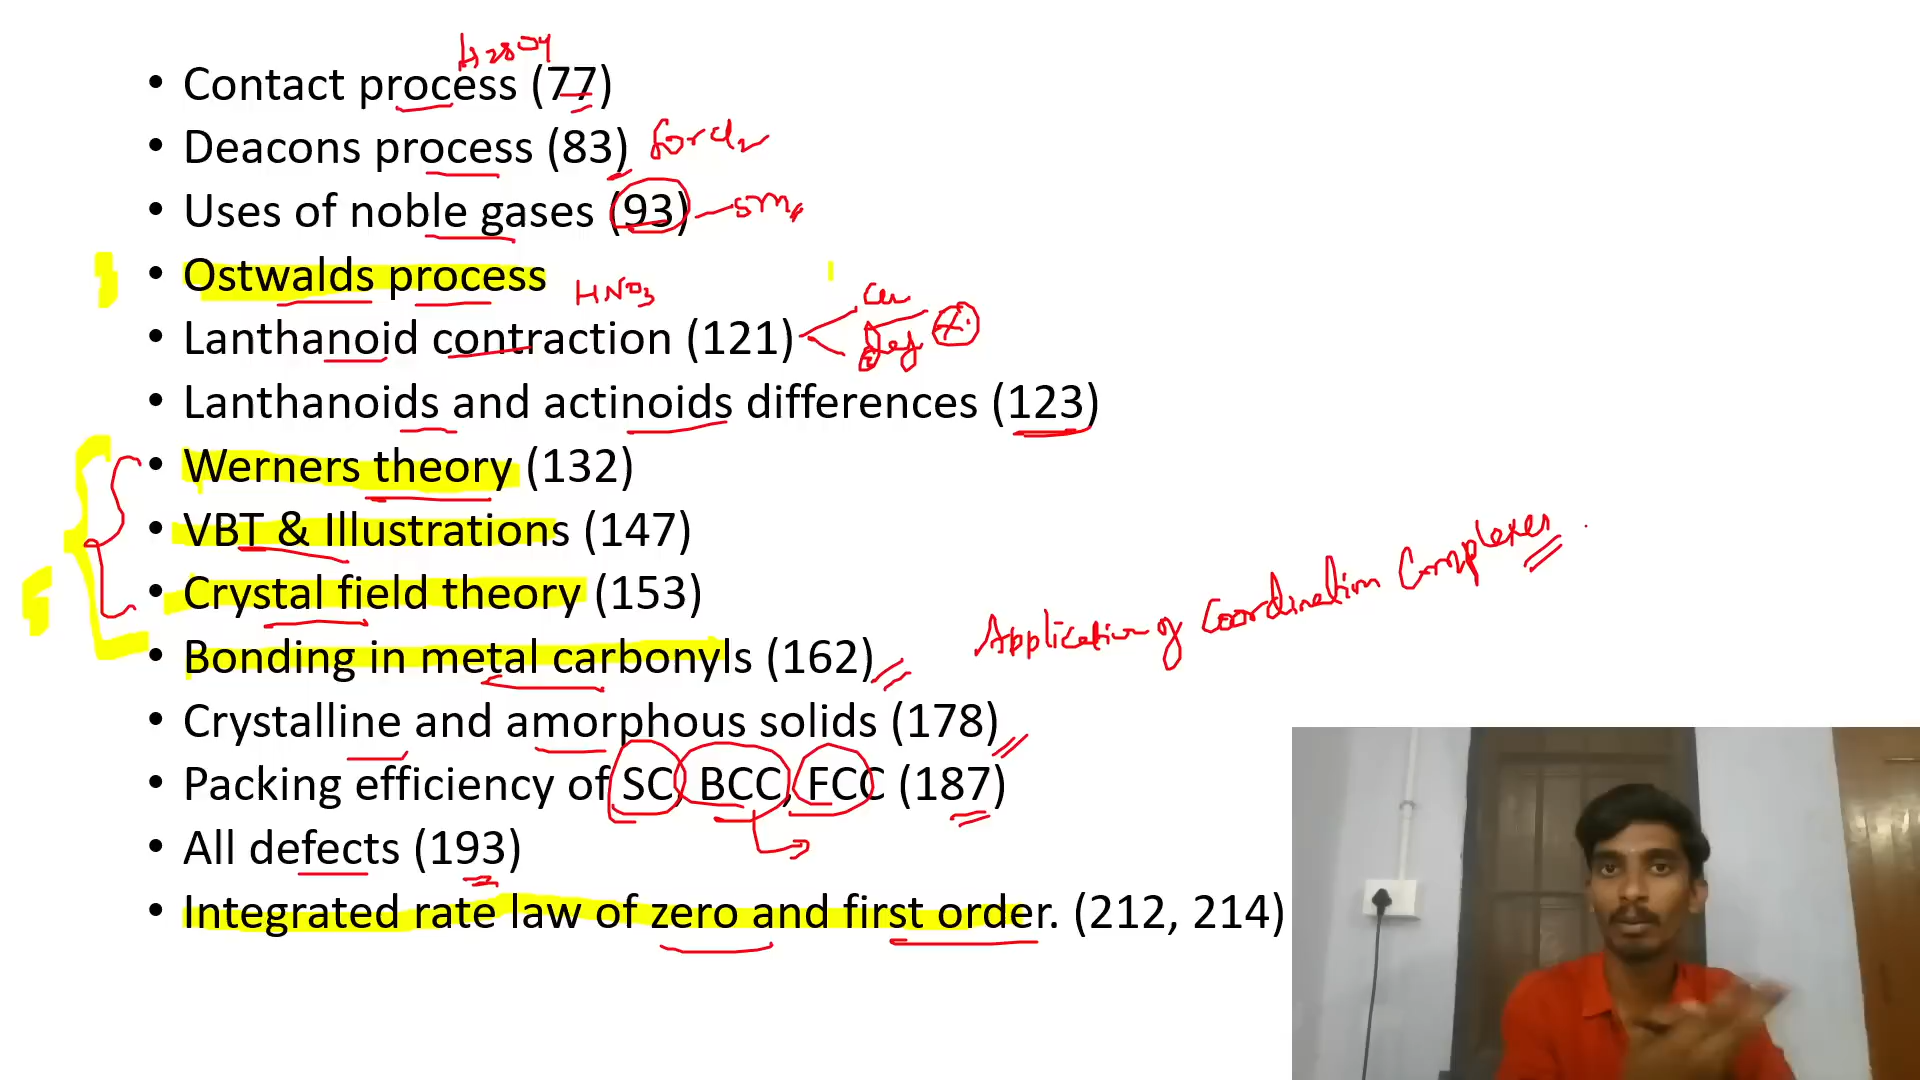 H2SO4
• Contact process (77)
• Deacons process (83) for Cl2
• Uses of noble gases (93) – 5m
• Ostwalds process
HNO3
• Lanthanoid contraction (121)
• Lanthanoids and actinoids differences (123)
• Werners theory (132)
• VBT & Illustrations (147)
• Crystal field theory (153)
Application of Coordination Complexes
• Bonding in metal carbonyls (162)
• Crystalline and amorphous solids (178)
• Packing efficiency of SC, BCC, FCC (187)
• All defects (193)
• Integrated rate law of zero and first order. (212, 214)